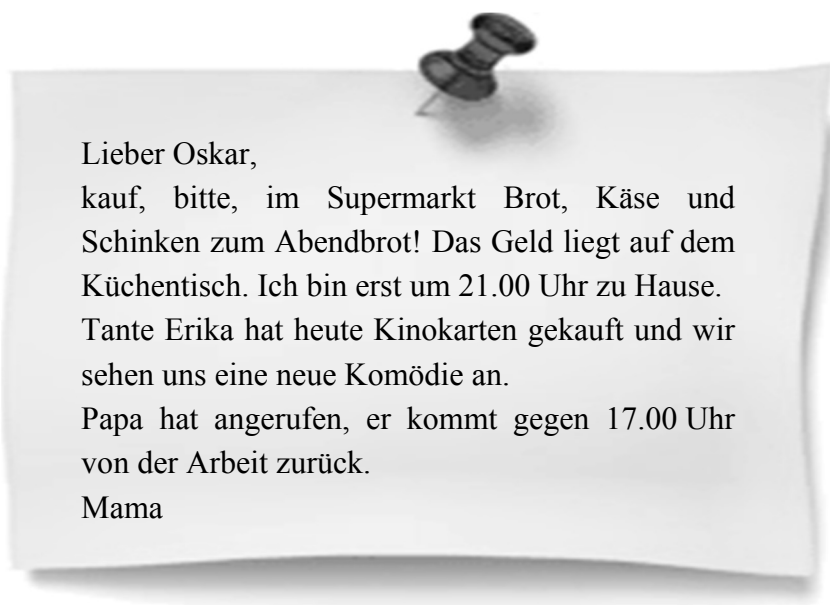 Lieber Oskar,
kauf, bitte, im Supermarkt Brot, Käse und
Schinken zum Abendbrot! Das Geld liegt auf dem
Küchentisch. Ich bin erst um 21.00 Uhr zu Hause.
Tante Erika hat heute Kinokarten gekauft und wir
sehen uns eine neue Komödie an.
Papa hat angerufen, er kommt gegen 17.00 Uhr
von der Arbeit zurück.
Mama